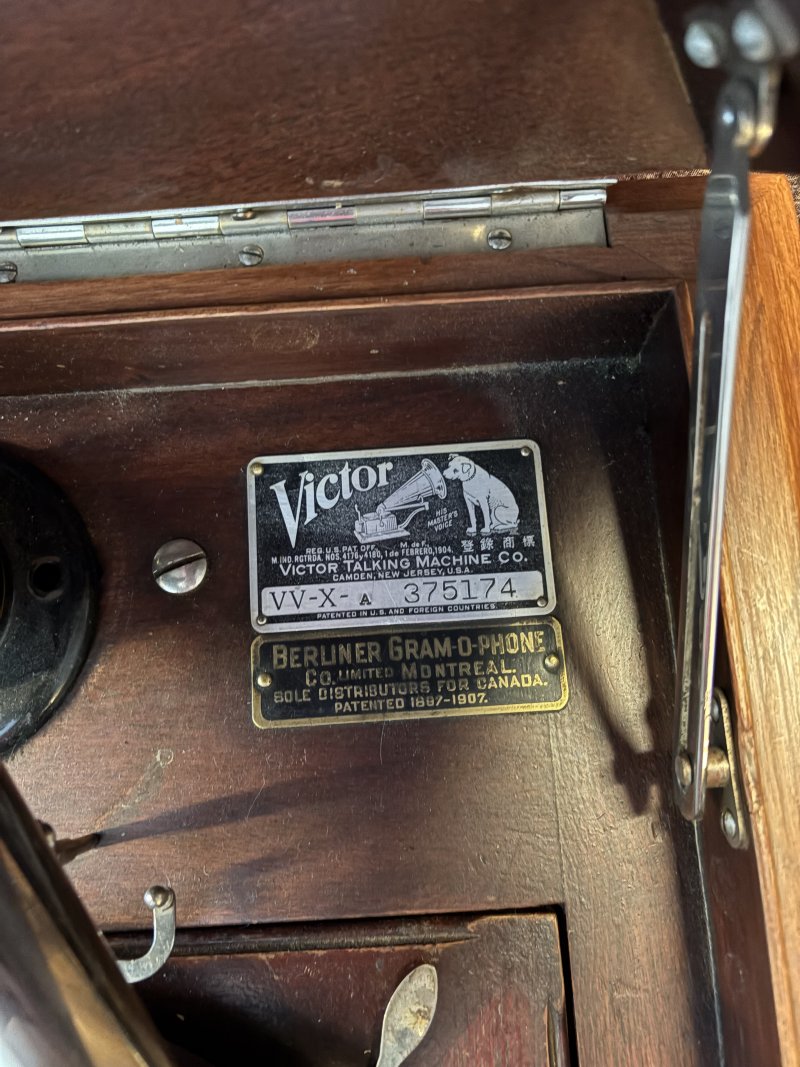 Victor
HIS
MASTER'S
VOICE
REG. U.S. PAT. OFF. M. de F.
M. IND. RGTRDA. NOS. 4176, 4180, 1 de FEBRERO, 1904.
標商錄登
VICTOR TALKING MACHINE CO.
CAMDEN, NEW JERSEY, U.S.A.
VV-X- A 375174
PATENTED IN U.S. AND FOREIGN COUNTRIES
BERLINER GRAM-O-PHONE
CO. LIMITED MONTREAL.
SOLE DISTRIBUTORS FOR CANADA.
PATENTED 1897-1907.